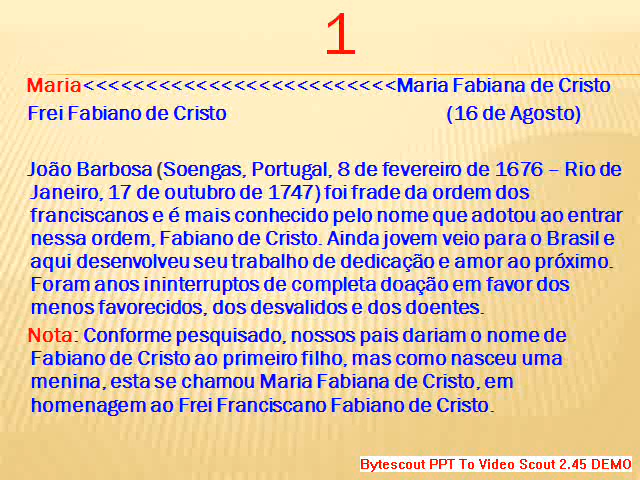 1
Maria<<<<<<<<<<<<<<<<<<<<<<<<<Maria Fabiana de Cristo
Frei Fabiano de Cristo (16 de Agosto)
João Barbosa (Soengas, Portugal, 8 de fevereiro de 1676 – Rio de
Janeiro, 17 de outubro de 1747) foi frade da ordem dos
franciscanos e é mais conhecido pelo nome que adotou ao entrar
nessa ordem, Fabiano de Cristo. Ainda jovem veio para o Brasil e
aqui desenvolveu seu trabalho de dedicação e amor ao próximo.
Foram anos ininterruptos de completa doação em favor dos
menos favorecidos, dos desvalidos e dos doentes.
Nota: Conforme pesquisado, nossos pais dariam o nome de
Fabiano de Cristo ao primeiro filho, mas como nasceu uma
menina, esta se chamou Maria Fabiana de Cristo, em
homenagem ao Frei Franciscano Fabiano de Cristo.
Bytescout PPT To Video Scout 2.45 DEMO